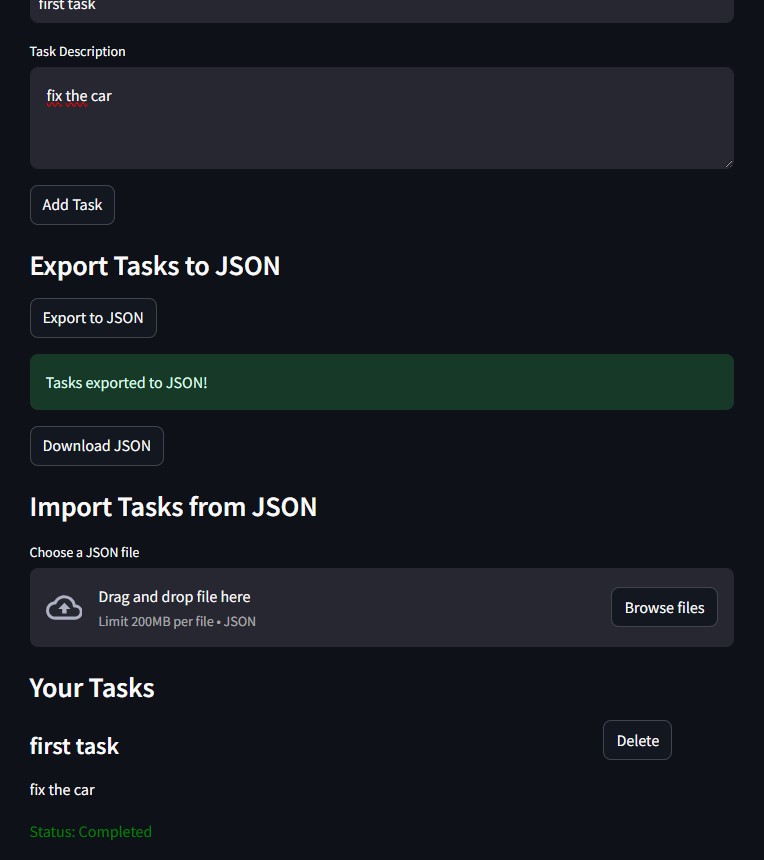 first task
Task Description
fix the car
Add Task
Export Tasks to JSON
Export to JSON
Tasks exported to JSON!
Download JSON
Import Tasks from JSON
Choose a JSON file
Drag and drop file here
Limit 200MB per file • JSON
Browse files
Your Tasks
first task
Delete
fix the car
Status: Completed